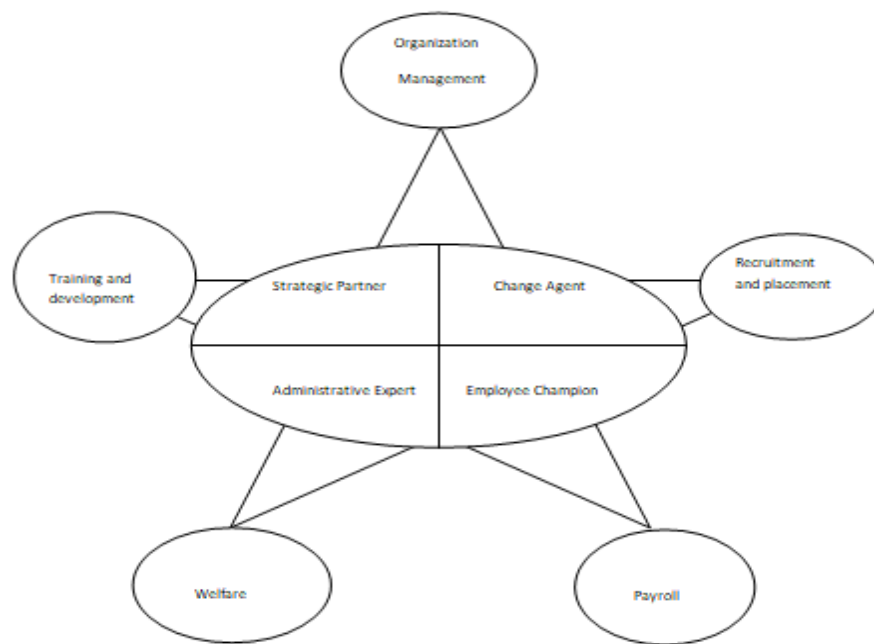 Organization
Management
Training and
development
Recruitment
and placement
Strategic Partner
Change Agent
Administrative Expert
Employee Champion
Welfare
Payroll